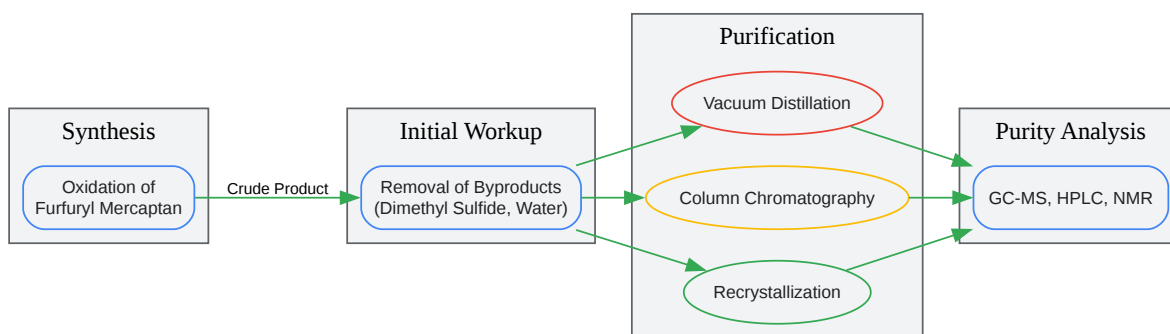 Synthesis
Oxidation of
Furfuryl Mercaptan
Crude Product
Initial Workup
Removal of Byproducts
(Dimethyl Sulfide, Water)
Purification
Vacuum Distillation
Column Chromatography
Recrystallization
Purity Analysis
GC-MS, HPLC, NMR